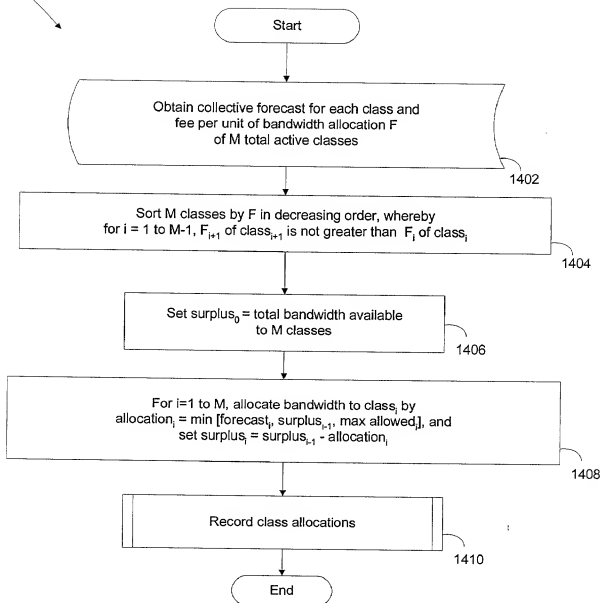 Start
Obtain collective forecast for each class and
fee per unit of bandwidth allocation F
of M total active classes
1402
Sort M classes by F in decreasing order, whereby
for i = 1 to M-1, Fi+1 of classi+1 is not greater than Fi of classi
1404
Set surplus0 = total bandwidth available
to M classes
1406
For i=1 to M, allocate bandwidth to classi by
allocationi = min [forecasti, surplusi-1, max allowedi], and
set surplusi = surplusi-1 - allocationi
1408
Record class allocations
1410
End